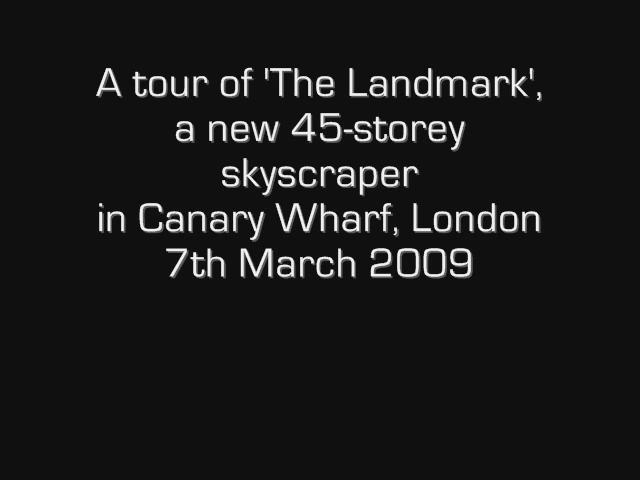 A tour of 'The Landmark',
a new 45-storey
skyscraper
in Canary Wharf, London
7th March 2009